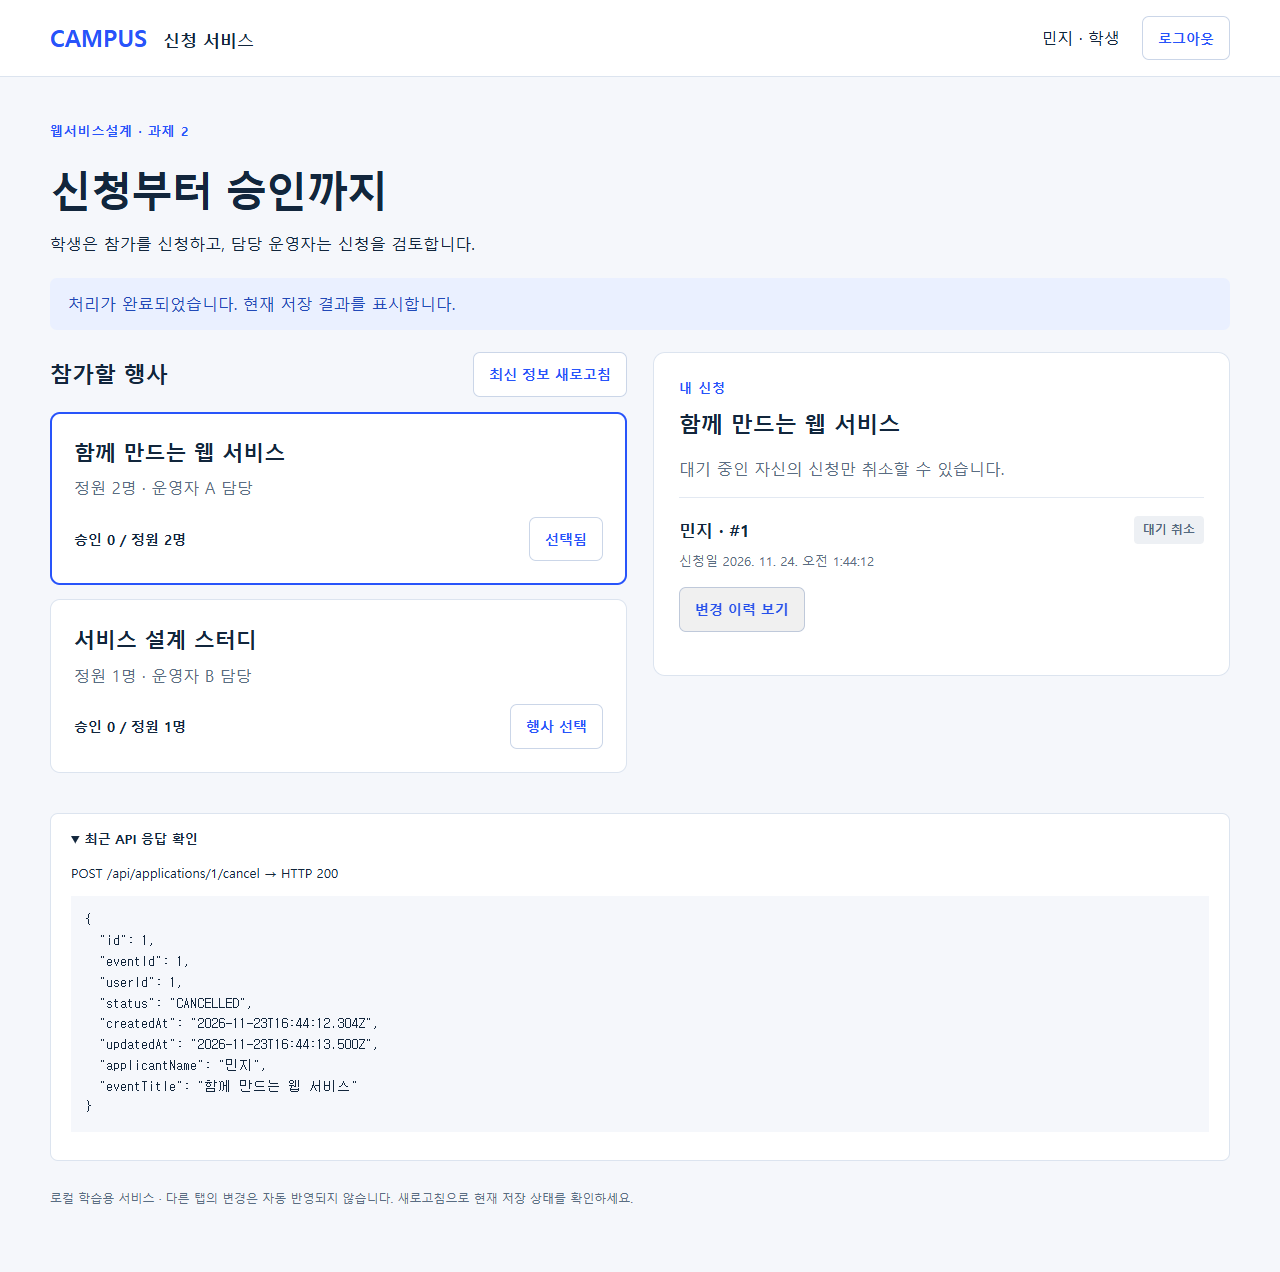 CAMPUS 신청 서비스
민지 · 학생
로그아웃
웹서비스설계 · 과제 2
신청부터 승인까지
학생은 참가를 신청하고, 담당 운영자는 신청을 검토합니다.
처리가 완료되었습니다. 현재 저장 결과를 표시합니다.
참가할 행사
최신 정보 새로고침
함께 만드는 웹 서비스
정원 2명 · 운영자 A 담당
승인 0 / 정원 2명
선택됨
서비스 설계 스터디
정원 1명 · 운영자 B 담당
승인 0 / 정원 1명
행사 선택
내 신청
함께 만드는 웹 서비스
대기 중인 자신의 신청만 취소할 수 있습니다.
민지 · #1
대기 취소
신청일 2026. 11. 24. 오전 1:44:12
변경 이력 보기
▼ 최근 API 응답 확인
POST /api/applications/1/cancel → HTTP 200
{
"id": 1,
"eventId": 1,
"userId": 1,
"status": "CANCELLED",
"createdAt": "2026-11-23T16:44:12.304Z",
"updatedAt": "2026-11-23T16:44:13.500Z",
"applicantName": "민지",
"eventTitle": "함께 만드는 웹 서비스"
}
로컬 학습용 서비스 · 다른 탭의 변경은 자동 반영되지 않습니다. 새로고침으로 현재 저장 상태를 확인하세요.